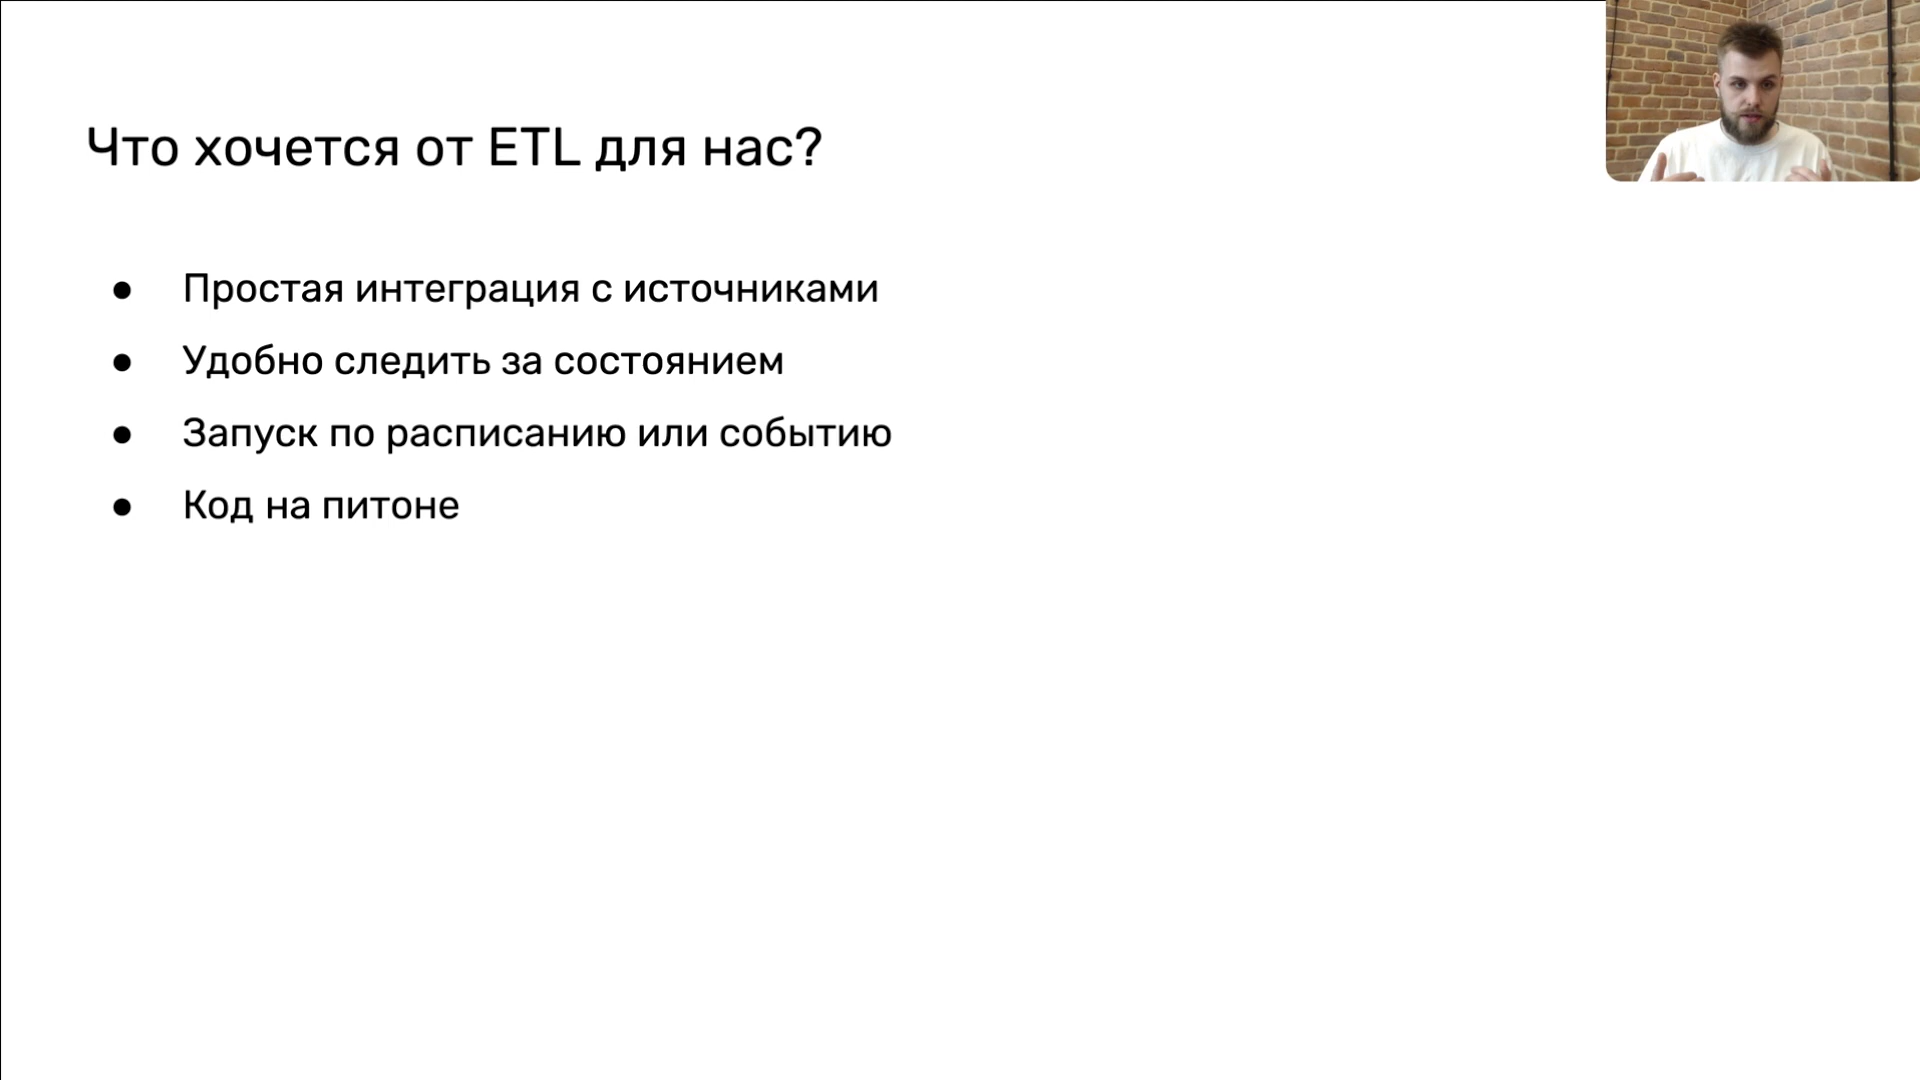 Что хочется от ETL для нас?
● Простая интеграция с источниками
● Удобно следить за состоянием
● Запуск по расписанию или событию
● Код на питоне